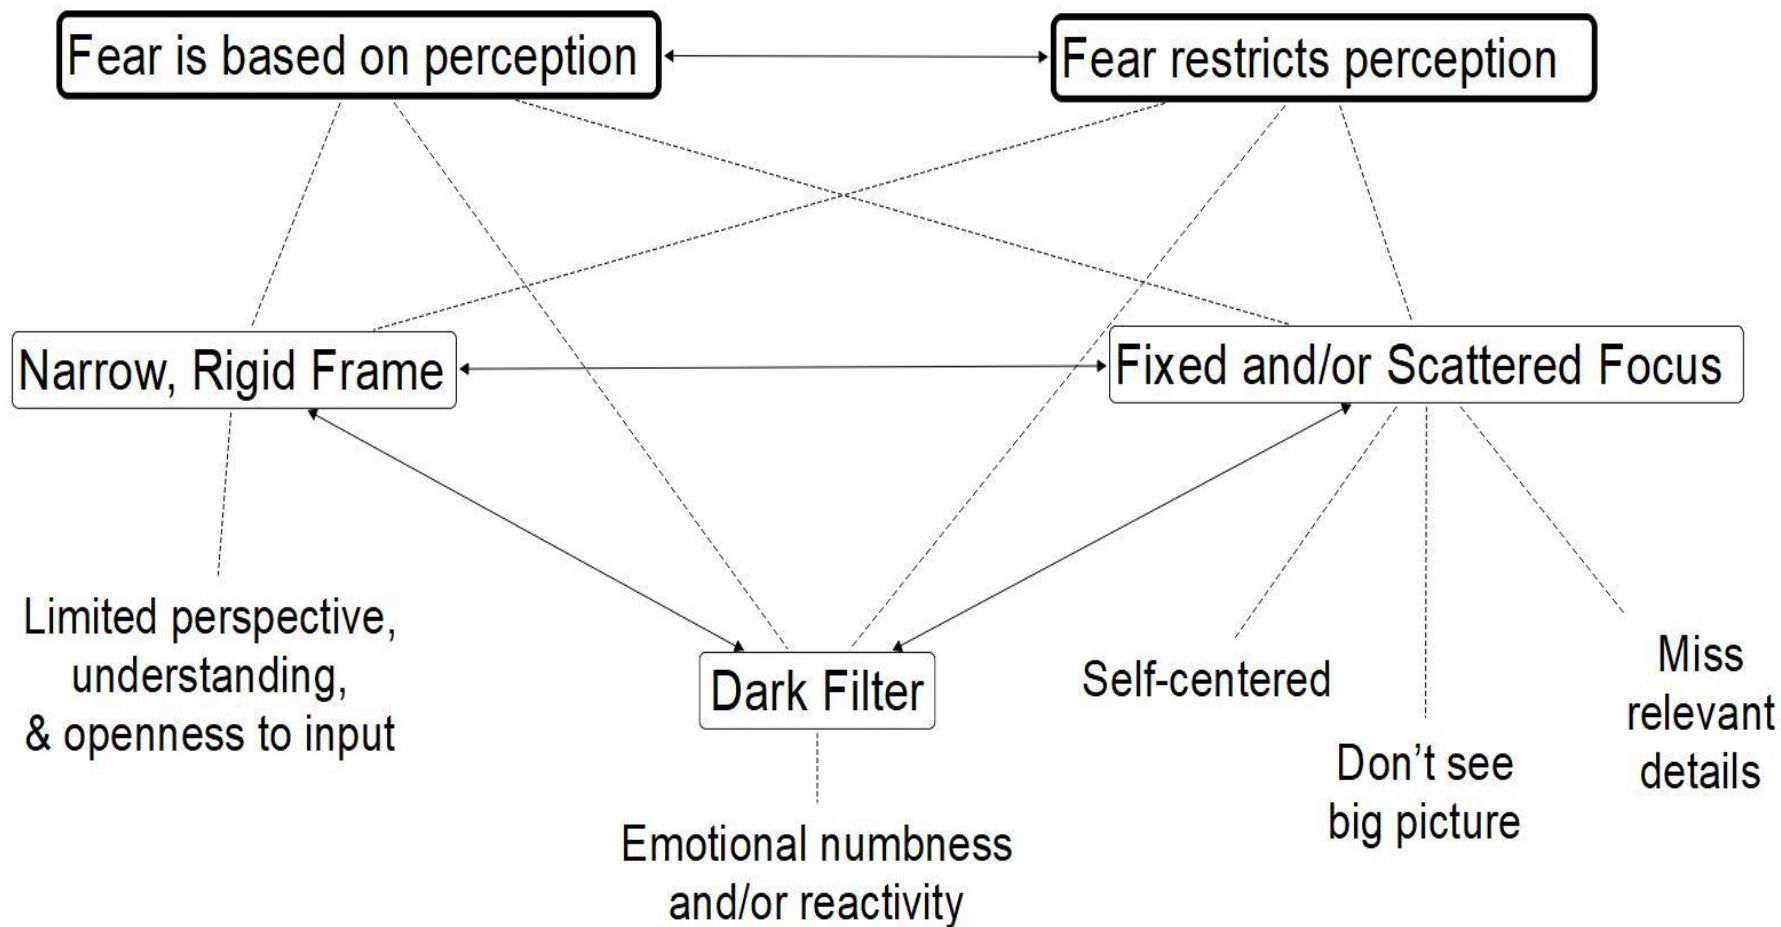 Fear is based on perception
Fear restricts perception
Narrow, Rigid Frame
Fixed and/or Scattered Focus
Limited perspective,
understanding,
& openness to input
Dark Filter
Emotional numbness
and/or reactivity
Self-centered
Don’t see
big picture
Miss
relevant
details